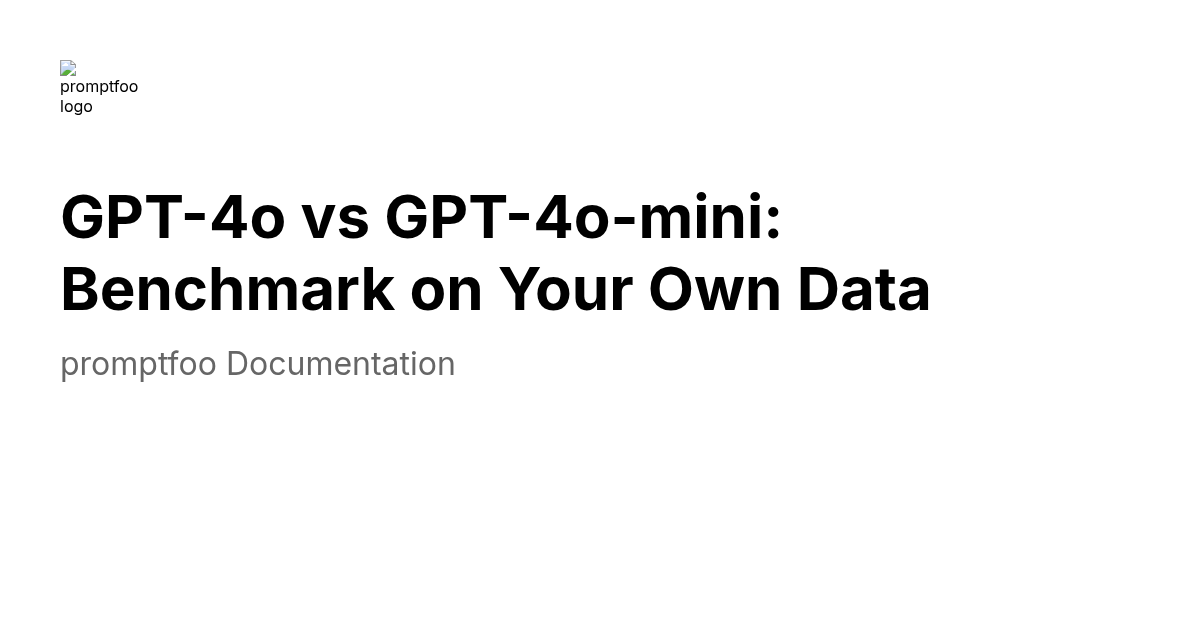 promptfoo
logo
GPT-4o vs GPT-4o-mini:
Benchmark on Your Own Data
promptfoo Documentation